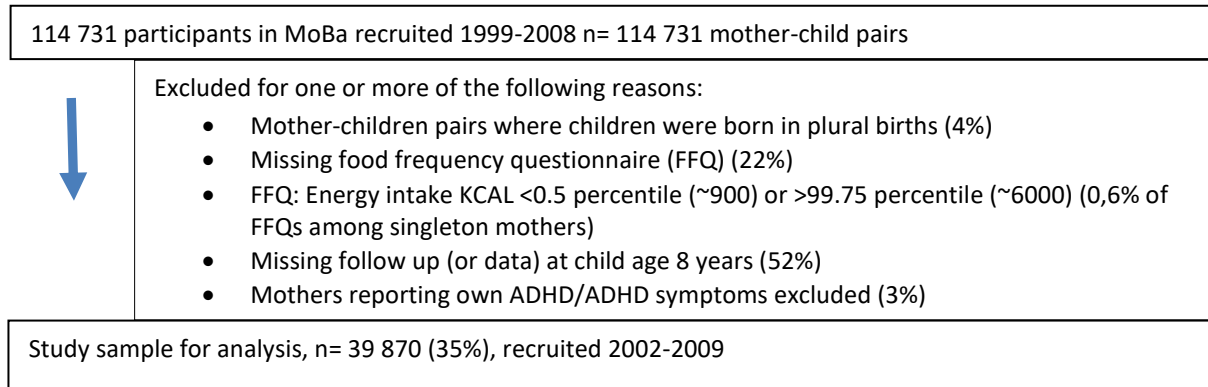 114 731 participants in MoBa recruited 1999-2008 n= 114 731 mother-child pairs
Excluded for one or more of the following reasons:
• Mother-children pairs where children were born in plural births (4%)
• Missing food frequency questionnaire (FFQ) (22%)
• FFQ: Energy intake KCAL <0.5 percentile (~900) or >99.75 percentile (~6000) (0,6% of
FFQs among singleton mothers)
• Missing follow up (or data) at child age 8 years (52%)
• Mothers reporting own ADHD/ADHD symptoms excluded (3%)
Study sample for analysis, n= 39 870 (35%), recruited 2002-2009